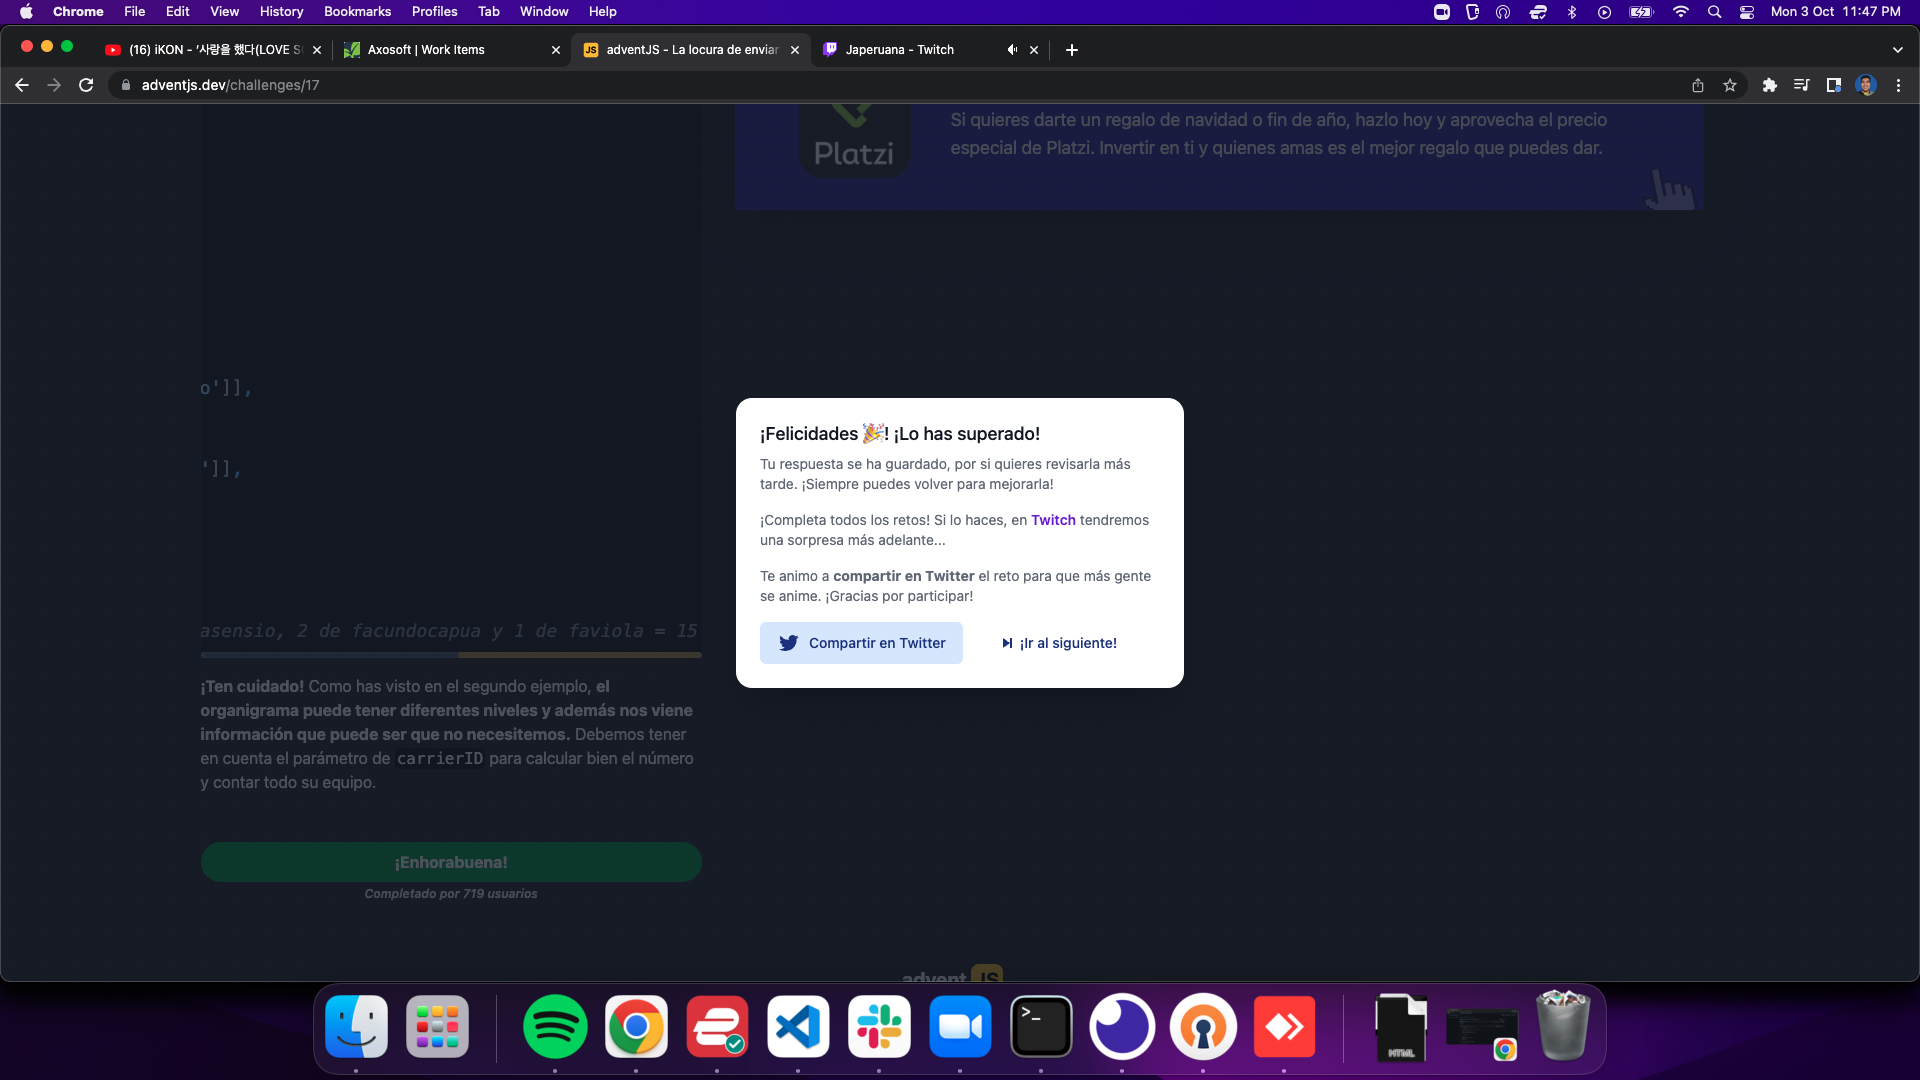 Chrome File Edit View History Bookmarks Profiles Tab Window Help Mon 3 Oct 11:47 PM
(16) iKON - ‘사랑을 했다(LOVE S
Axosoft | Work Items
JS adventJS - La locura de enviar
Japeruana - Twitch
adventjs.dev/challenges/17
Platzi
Si quieres darte un regalo de navidad o fin de año, hazlo hoy y aprovecha el precio
especial de Platzi. Invertir en ti y quienes amas es el mejor regalo que puedes dar.
o']],
']],
asensio, 2 de facundocapua y 1 de faviola = 15
¡Ten cuidado! Como has visto en el segundo ejemplo, el
organigrama puede tener diferentes niveles y además nos viene
información que puede ser que no necesitemos. Debemos tener
en cuenta el parámetro de carrierID para calcular bien el número
y contar todo su equipo.
¡Enhorabuena!
Completado por 719 usuarios
¡Felicidades 🎉! ¡Lo has superado!
Tu respuesta se ha guardado, por si quieres revisarla más
tarde. ¡Siempre puedes volver para mejorarla!
¡Completa todos los retos! Si lo haces, en Twitch tendremos
una sorpresa más adelante...
Te animo a compartir en Twitter el reto para que más gente
se anime. ¡Gracias por participar!
Compartir en Twitter
¡Ir al siguiente!
advent JS
>_
HTML